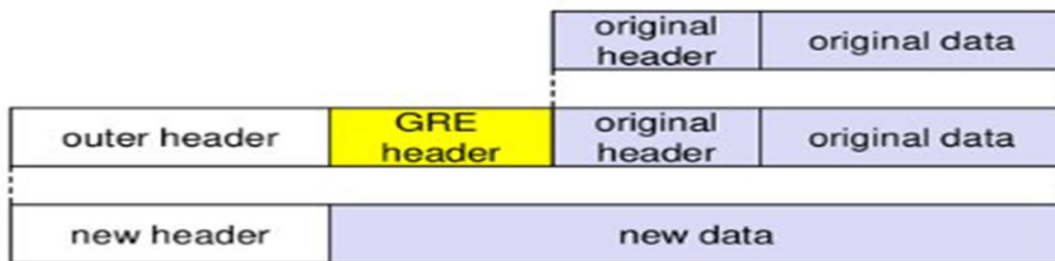 original
header
original data
outer header
GRE
header
original
header
original data
new header
new data